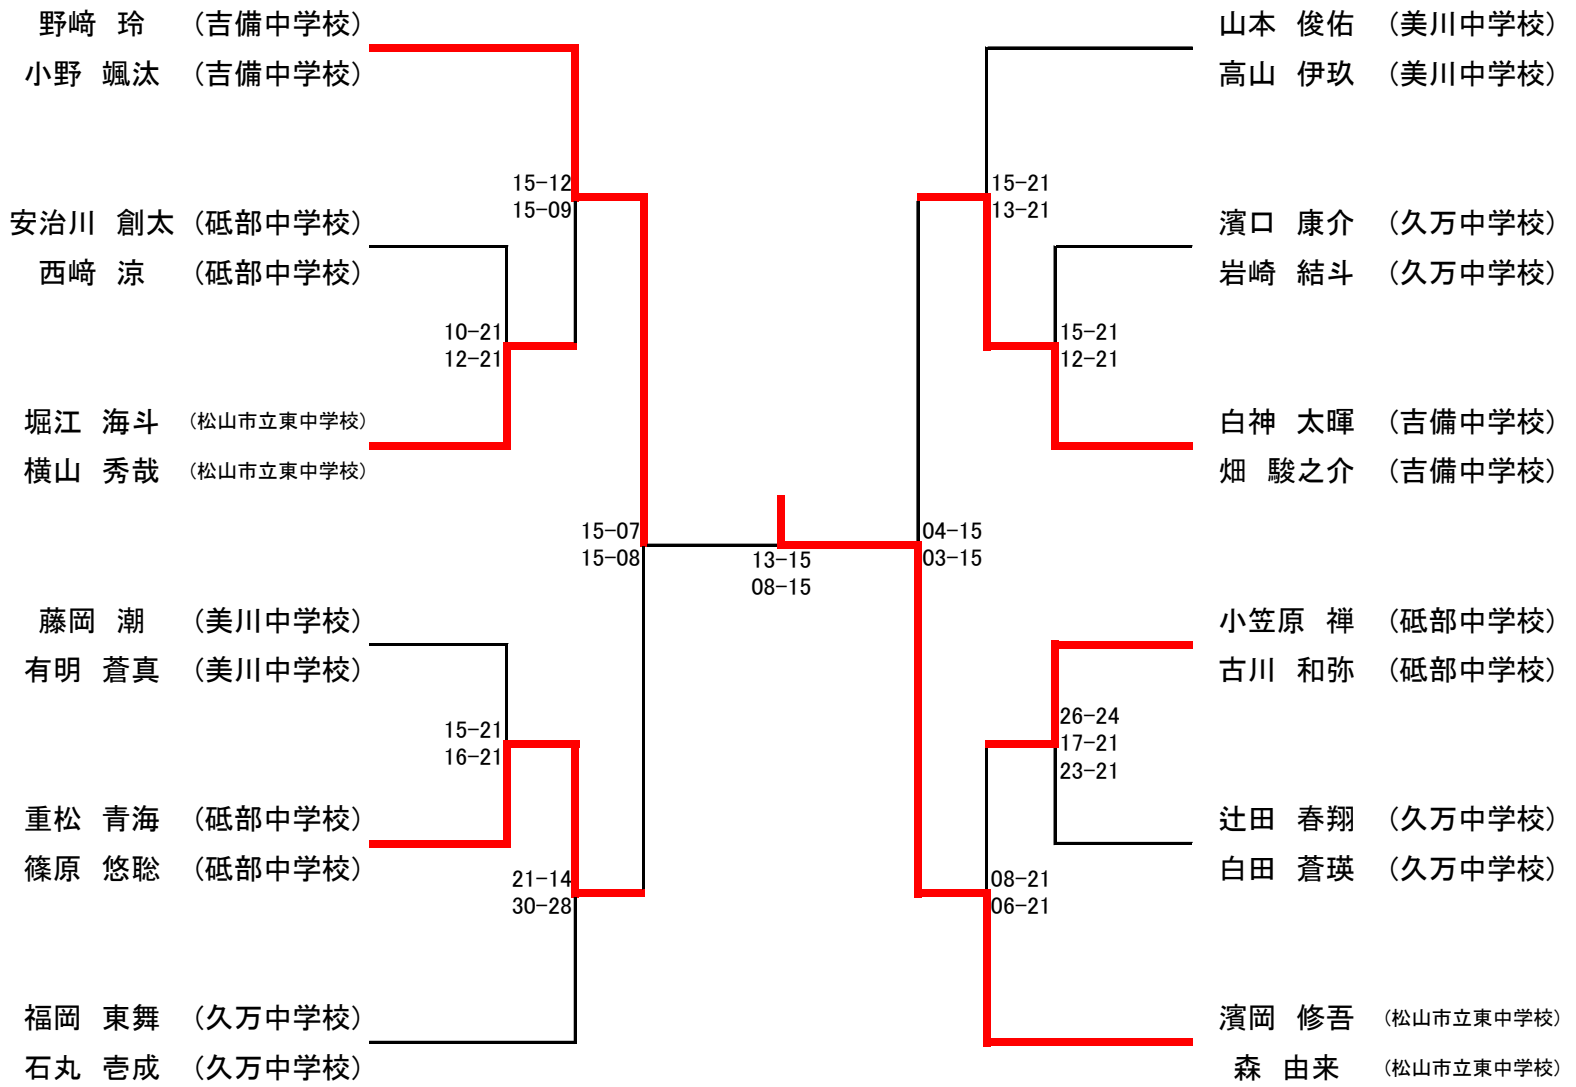 野﨑 玲 （吉備中学校）
小野 颯汰 （吉備中学校）
15-12
15-09
安治川 創太 （砥部中学校）
西﨑 涼 （砥部中学校）
10-21
12-21
堀江 海斗 （松山市立東中学校）
横山 秀哉 （松山市立東中学校）
15-07
15-08
藤岡 潮 （美川中学校）
有明 蒼真 （美川中学校）
15-21
16-21
重松 青海 （砥部中学校）
篠原 悠聡 （砥部中学校）
21-14
30-28
福岡 東舞 （久万中学校）
石丸 壱成 （久万中学校）
13-15
08-15
山本 俊佑 （美川中学校）
高山 伊玖 （美川中学校）
15-21
13-21
濱口 康介 （久万中学校）
岩崎 結斗 （久万中学校）
15-21
12-21
白神 太暉 （吉備中学校）
畑 駿之介 （吉備中学校）
04-15
03-15
小笠原 禅 （砥部中学校）
古川 和弥 （砥部中学校）
26-24
17-21
23-21
辻田 春翔 （久万中学校）
白田 蒼瑛 （久万中学校）
08-21
06-21
濱岡 修吾 （松山市立東中学校）
森 由来 （松山市立東中学校）